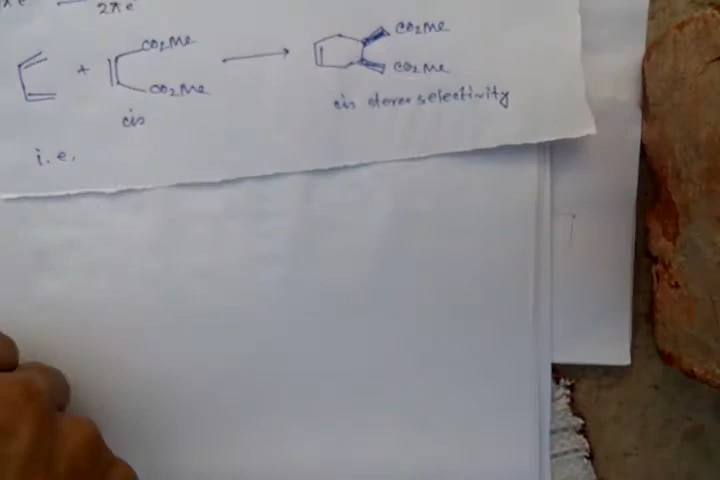 2πe
CO2Me CO2Me
+ →
CO2Me CO2Me
cis cis stereoselectivity
i.e,